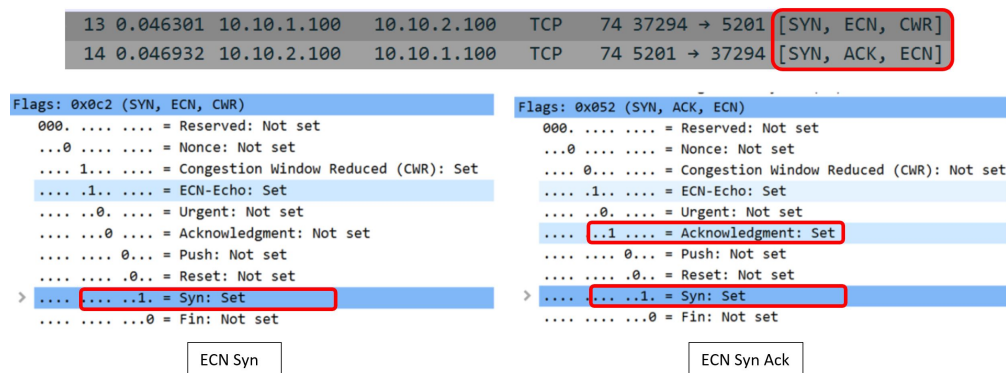 13 0.046301 10.10.1.100 10.10.2.100 TCP 74 37294 → 5201 [SYN, ECN, CWR]
14 0.046932 10.10.2.100 10.10.1.100 TCP 74 5201 → 37294 [SYN, ACK, ECN]
Flags: 0x0c2 (SYN, ECN, CWR)
000. .... .... = Reserved: Not set
...0 .... .... = Nonce: Not set
.... 1... .... = Congestion Window Reduced (CWR): Set
.... .1.. .... = ECN-Echo: Set
.... ..0. .... = Urgent: Not set
.... ...0 .... = Acknowledgment: Not set
.... .... 0... = Push: Not set
.... .... .0.. = Reset: Not set
> .... .... ..1. = Syn: Set
.... .... ...0 = Fin: Not set
ECN Syn
Flags: 0x052 (SYN, ACK, ECN)
000. .... .... = Reserved: Not set
...0 .... .... = Nonce: Not set
.... 0... .... = Congestion Window Reduced (CWR): Not set
.... .1.. .... = ECN-Echo: Set
.... ..0. .... = Urgent: Not set
.... ...1 .... = Acknowledgment: Set
.... .... 0... = Push: Not set
.... .... .0.. = Reset: Not set
> .... .... ..1. = Syn: Set
.... .... ...0 = Fin: Not set
ECN Syn Ack